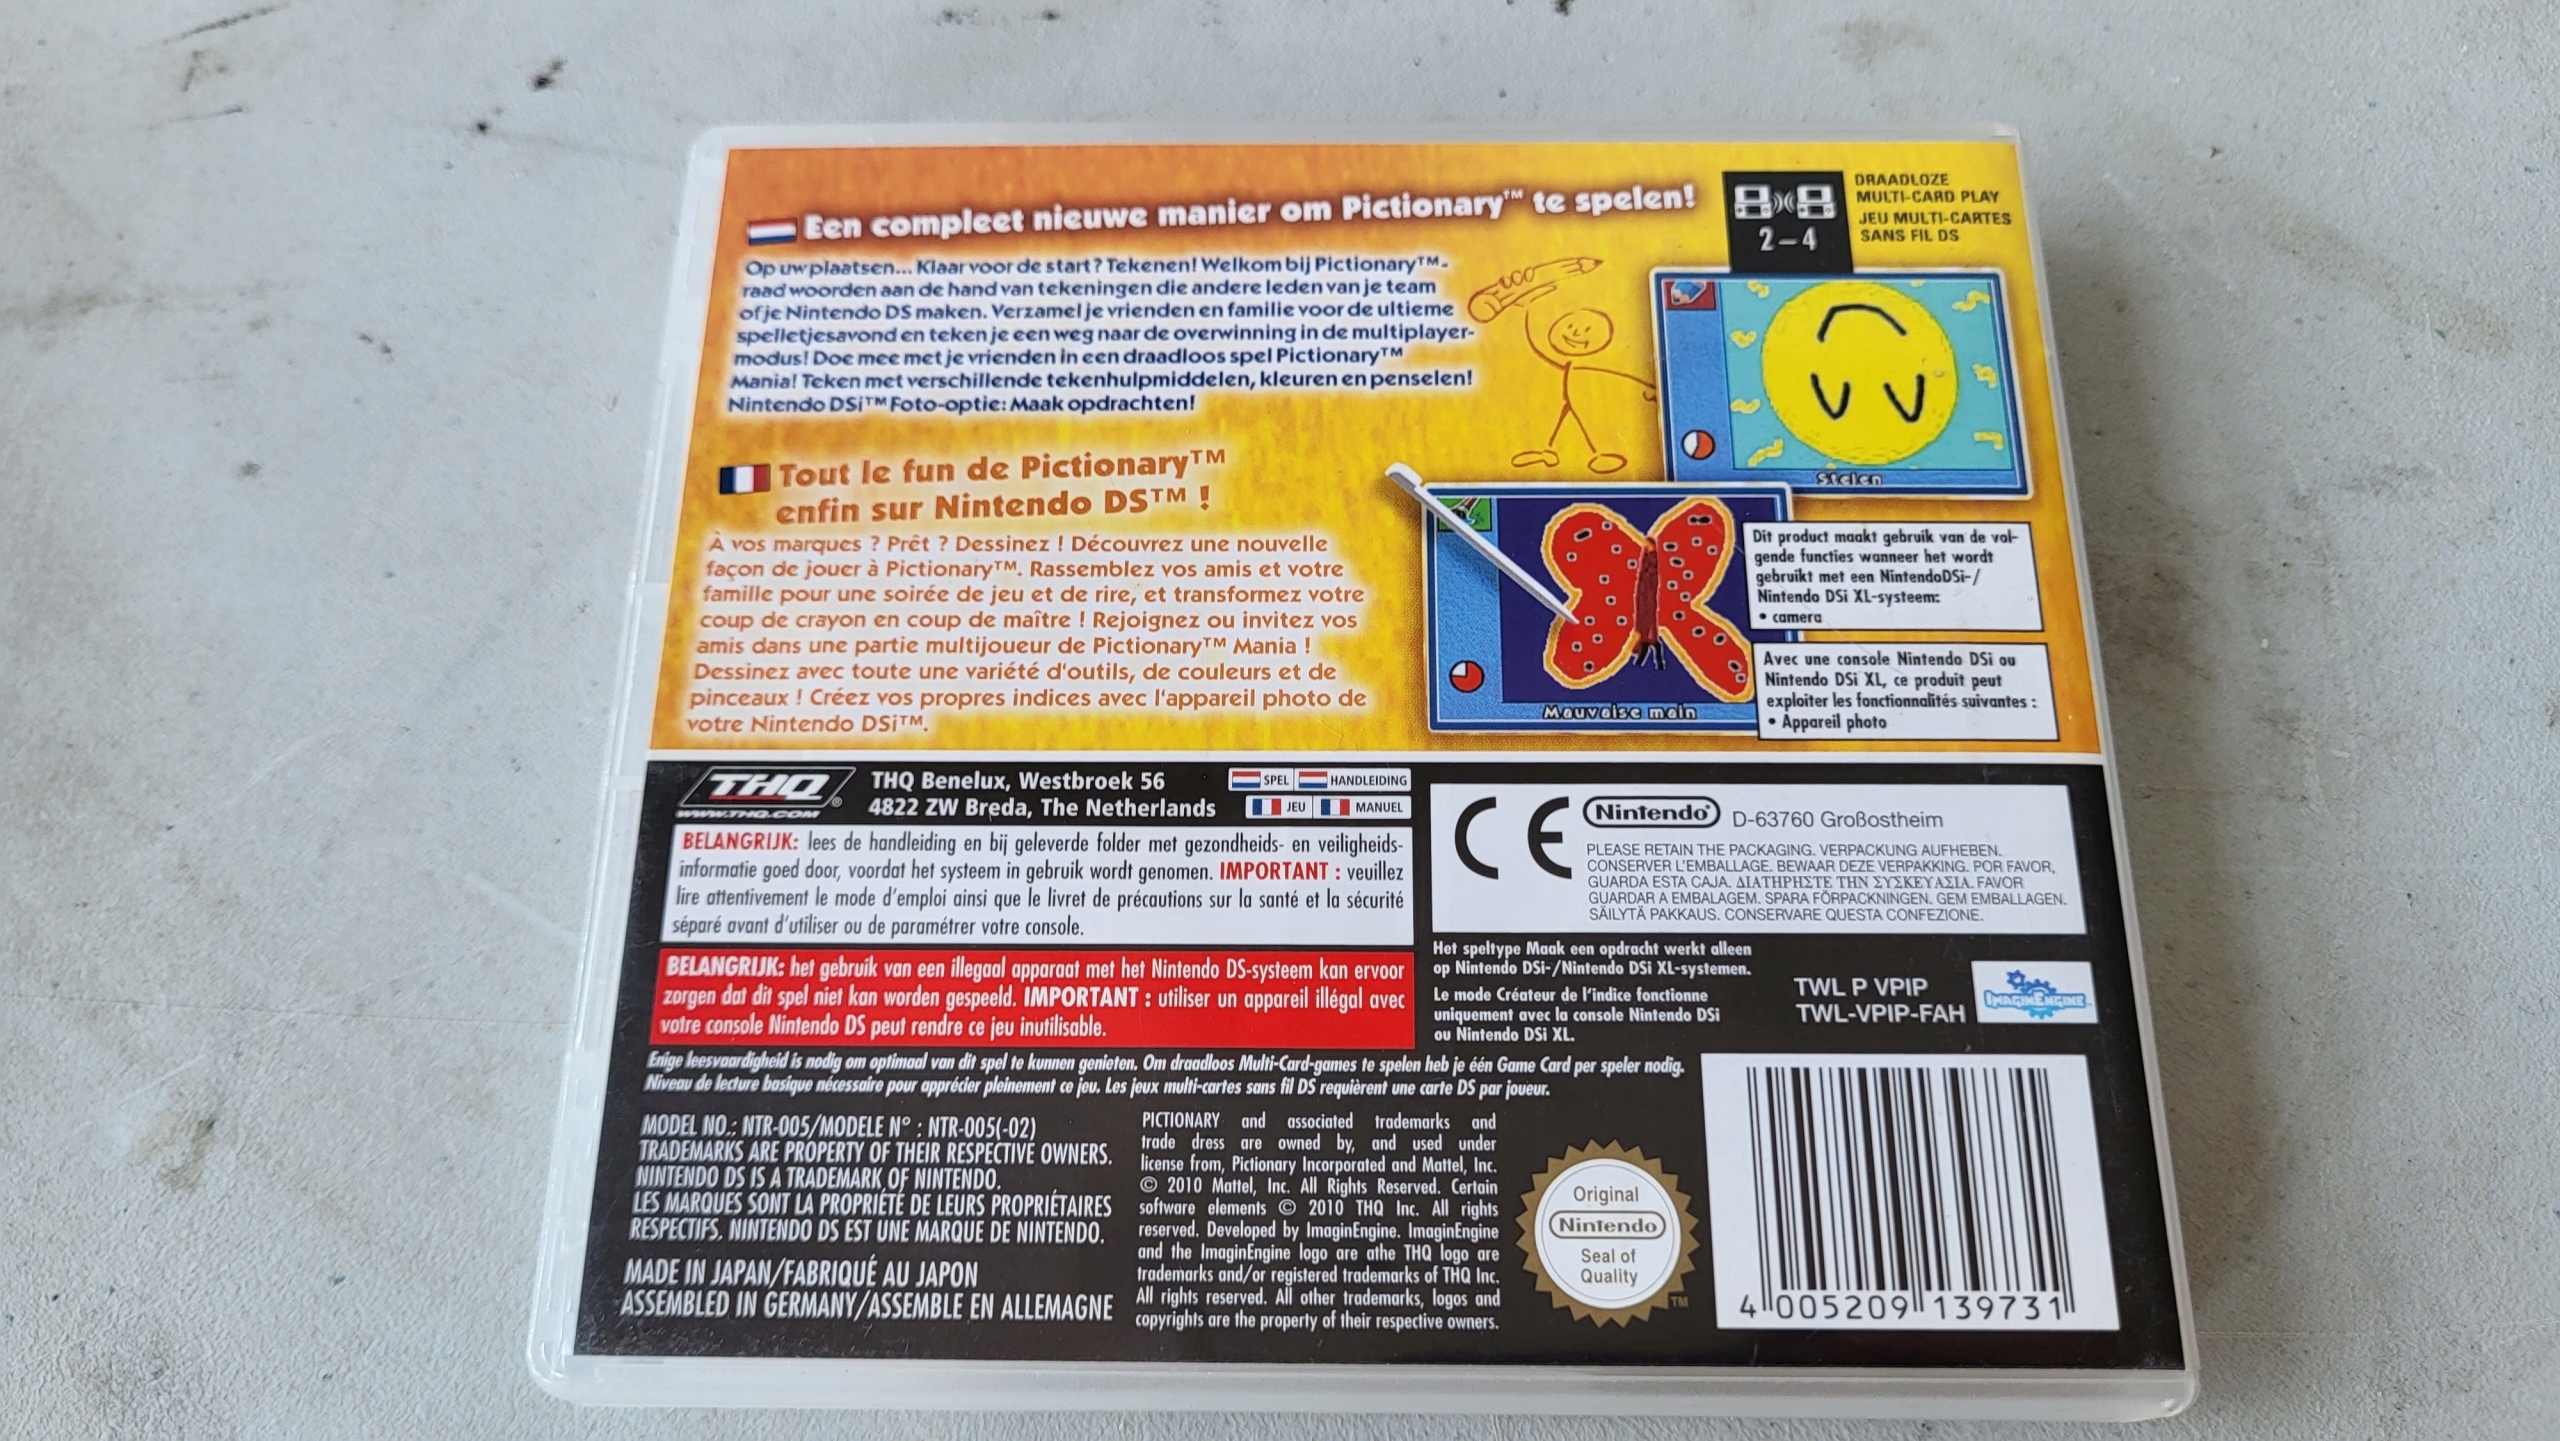 Een compleet nieuwe manier om Pictionary™ te spelen!
Op uw plaatsen... Klaar voor de start? Tekenen! Welkom bij Pictionary™-
raad woorden aan de hand van tekeningen die andere leden van je team
of je Nintendo DS maken. Verzamel je vrienden en familie voor de ultieme
spelletjesavond en teken je een weg naar de overwinning in de multiplayer-
modus! Doe mee met je vrienden in een draadloos spel Pictionary™
Mania! Teken met verschillende tekenhulpmiddelen, kleuren en penselen!
Nintendo DSi™ Foto-optie: Maak opdrachten!
2–4
DRAADLOZE
MULTI-CARD PLAY
JEU MULTI-CARTES
SANS FIL DS
Stelen
Tout le fun de Pictionary™
enfin sur Nintendo DS™ !
À vos marques ? Prêt ? Dessinez ! Découvrez une nouvelle
façon de jouer à Pictionary™. Rassemblez vos amis et votre
famille pour une soirée de jeu et de rire, et transformez votre
coup de crayon en coup de maître ! Rejoignez ou invitez vos
amis dans une partie multijoueur de Pictionary™ Mania !
Dessinez avec toute une variété d'outils, de couleurs et de
pinceaux ! Créez vos propres indices avec l'appareil photo de
votre Nintendo DSi™.
Mauvaise main
Dit product maakt gebruik van de vol-
gende functies wanneer het wordt
gebruikt met een NintendoDSi-/
Nintendo DSi XL-systeem:
• camera
Avec une console Nintendo DSi ou
Nintendo DSi XL, ce produit peut
exploiter les fonctionnalités suivantes :
• Appareil photo
THQ
www.thq.com
THQ Benelux, Westbroek 56
4822 ZW Breda, The Netherlands
SPEL HANDLEIDING
JEU MANUEL
BELANGRIJK: lees de handleiding en bij geleverde folder met gezondheids- en veiligheids-
informatie goed door, voordat het systeem in gebruik wordt genomen. IMPORTANT : veuillez
lire attentivement le mode d'emploi ainsi que le livret de précautions sur la santé et la sécurité
séparé avant d'utiliser ou de paramétrer votre console.
BELANGRIJK: het gebruik van een illegaal apparaat met het Nintendo DS-systeem kan ervoor
zorgen dat dit spel niet kan worden gespeeld. IMPORTANT : utiliser un appareil illégal avec
votre console Nintendo DS peut rendre ce jeu inutilisable.
CE Nintendo® D-63760 Großostheim
PLEASE RETAIN THE PACKAGING. VERPACKUNG AUFHEBEN.
CONSERVER L'EMBALLAGE. BEWAAR DEZE VERPAKKING. POR FAVOR,
GUARDA ESTA CAJA. ΔΙΑΤΗΡΗΣΤΕ ΤΗΝ ΣΥΣΚΕΥΑΣΙΑ. FAVOR
GUARDAR A EMBALAGEM. SPARA FÖRPACKNINGEN. GEM EMBALLAGEN.
SÄILYTÄ PAKKAUS. CONSERVARE QUESTA CONFEZIONE.
Het speltype Maak een opdracht werkt alleen
op Nintendo DSi-/Nintendo DSi XL-systemen.
Le mode Créateur de l'indice fonctionne
uniquement avec la console Nintendo DSi
ou Nintendo DSi XL.
TWL P VPIP
TWL-VPIP-FAH
IMAGINENGINE
Enige leesvaardigheid is nodig om optimaal van dit spel te kunnen genieten. Om draadloos Multi-Card-games te spelen heb je één Game Card per speler nodig.
Niveau de lecture basique nécessaire pour apprécier pleinement ce jeu. Les jeux multi-cartes sans fil DS requièrent une carte DS par joueur.
MODEL NO.: NTR-005/MODELE N° : NTR-005(-02)
TRADEMARKS ARE PROPERTY OF THEIR RESPECTIVE OWNERS.
NINTENDO DS IS A TRADEMARK OF NINTENDO.
LES MARQUES SONT LA PROPRIÉTÉ DE LEURS PROPRIÉTAIRES
RESPECTIFS. NINTENDO DS EST UNE MARQUE DE NINTENDO.
MADE IN JAPAN/FABRIQUÉ AU JAPON
ASSEMBLED IN GERMANY/ASSEMBLE EN ALLEMAGNE
PICTIONARY and associated trademarks and
trade dress are owned by, and used under
license from, Pictionary Incorporated and Mattel, Inc.
© 2010 Mattel, Inc. All Rights Reserved. Certain
software elements © 2010 THQ Inc. All rights
reserved. Developed by ImaginEngine. ImaginEngine
and the ImaginEngine logo are athe THQ logo are
trademarks and/or registered trademarks of THQ Inc.
All rights reserved. All other trademarks, logos and
copyrights are the property of their respective owners.
Original
Nintendo
Seal of
Quality
TM
4 005209 139731